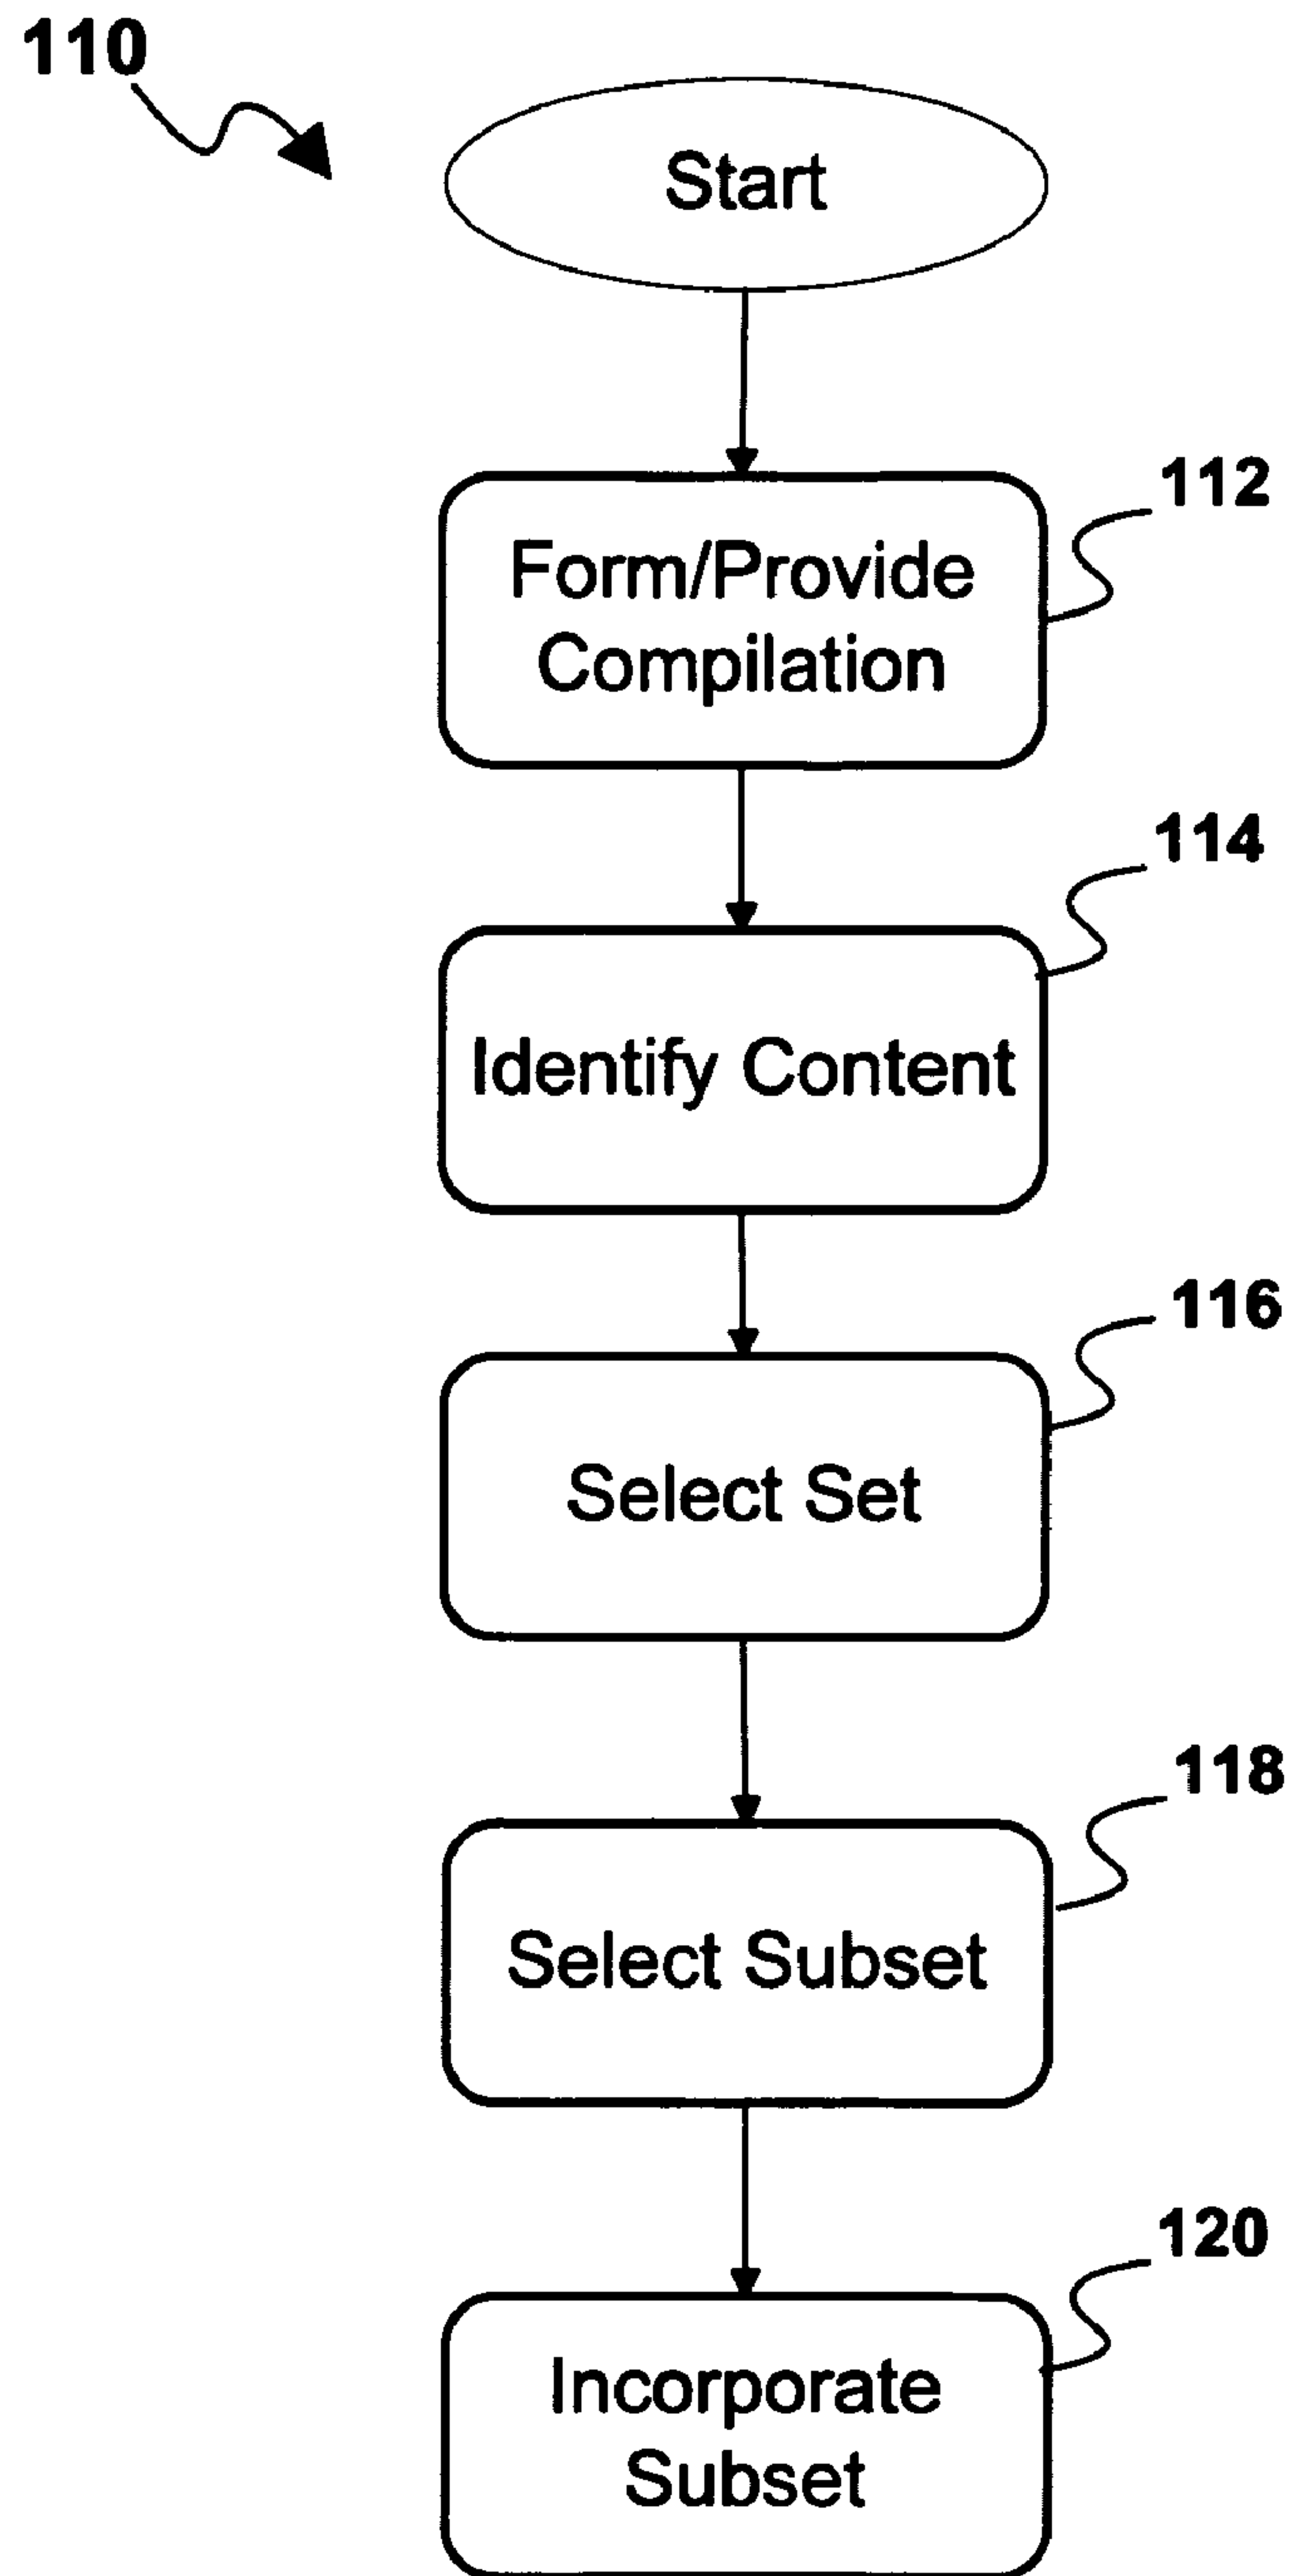 110
Start
112
Form/Provide
Compilation
114
Identify Content
116
Select Set
118
Select Subset
120
Incorporate
Subset